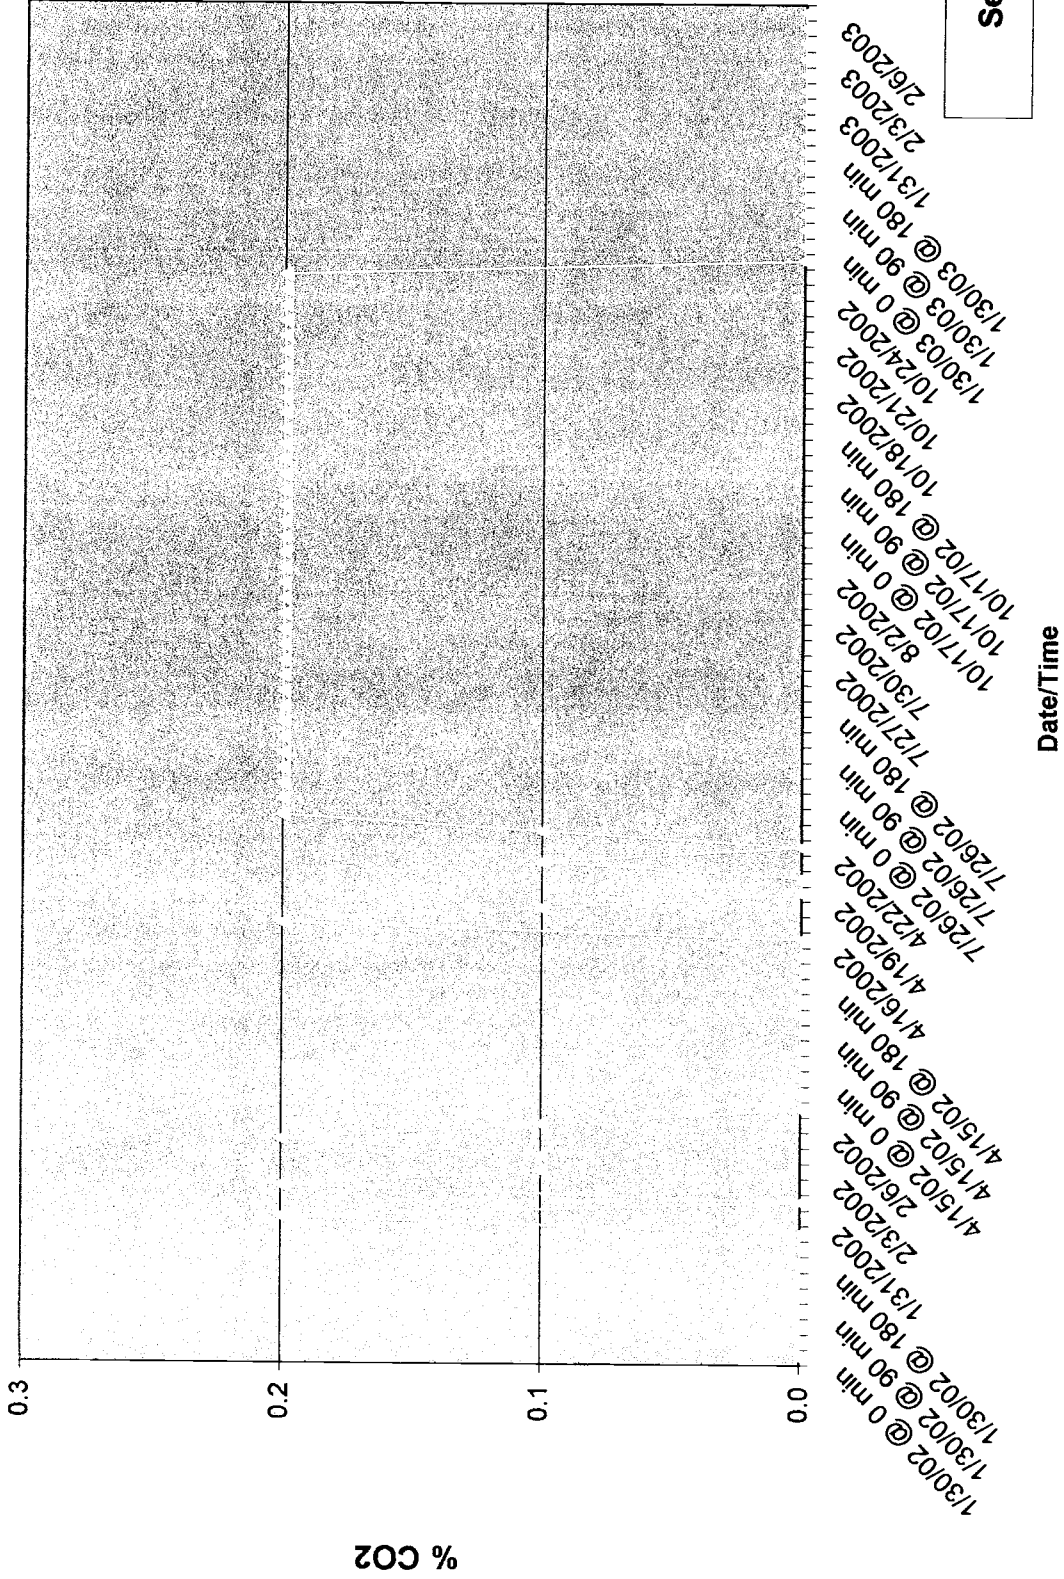 % CO2
0.3
0.2
0.1
0.0
1/30/02 @ 0 min
1/30/02 @ 90 min
1/30/02 @ 180 min
1/31/2002
2/3/2002
2/6/2002
4/15/02 @ 0 min
4/15/02 @ 90 min
4/15/02 @ 180 min
4/16/2002
4/19/2002
4/22/2002
7/26/02 @ 0 min
7/26/02 @ 90 min
7/26/02 @ 180 min
7/27/2002
7/30/2002
8/2/2002
10/17/02 @ 0 min
10/17/02 @ 90 min
10/17/02 @ 180 min
10/18/2002
10/21/2002
10/24/2002
1/30/03 @ 0 min
1/30/03 @ 90 min
1/30/03 @ 180 min
1/31/2003
2/3/2003
2/6/2003
Date/Time
Se